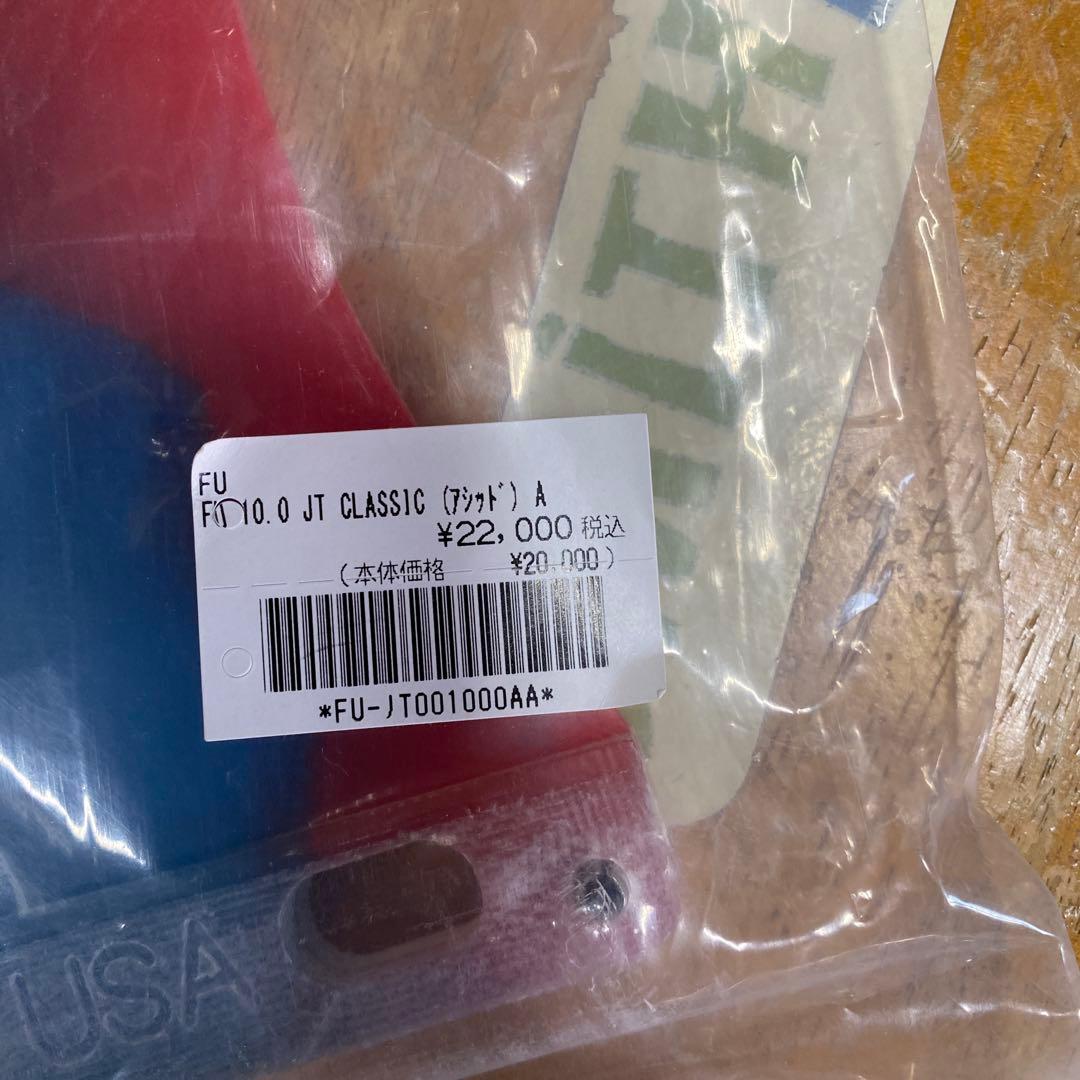 FU
10.0 JT CLASSIC (ｱｼｯﾄﾞ) A
¥22,000 税込
(本体価格 ¥20,000)
*FU-JT001000AA*
USA